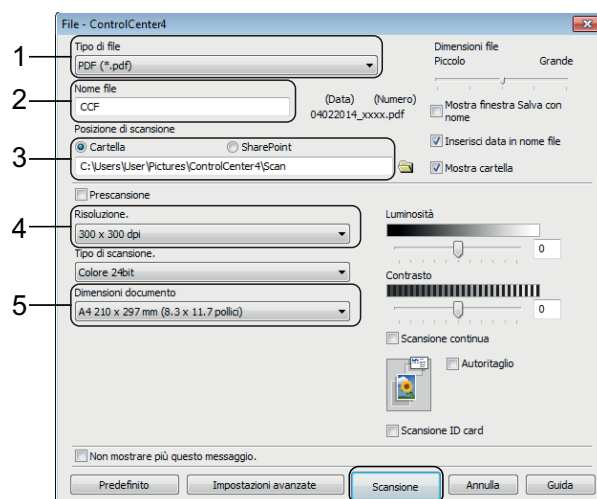 File - ControlCenter4
1
Tipo di file
PDF (*.pdf)
Dimensioni file
Piccolo Grande
2
Nome file
CCF
(Data) (Numero)
04022014_xxxx.pdf
Mostra finestra Salva con nome
Posizione di scansione
Inserisci data in nome file
3
Cartella SharePoint
C:\Users\User\Pictures\ControlCenter4\Scan
Mostra cartella
Prescansione
4
Risoluzione.
300 x 300 dpi
Luminosità
0
Tipo di scansione.
Colore 24bit
Contrasto
0
5
Dimensioni documento
A4 210 x 297 mm (8.3 x 11.7 pollici)
Scansione continua
Autoritaglio
Scansione ID card
Non mostrare più questo messaggio.
Predefinito Impostazioni avanzate Scansione Annulla Guida